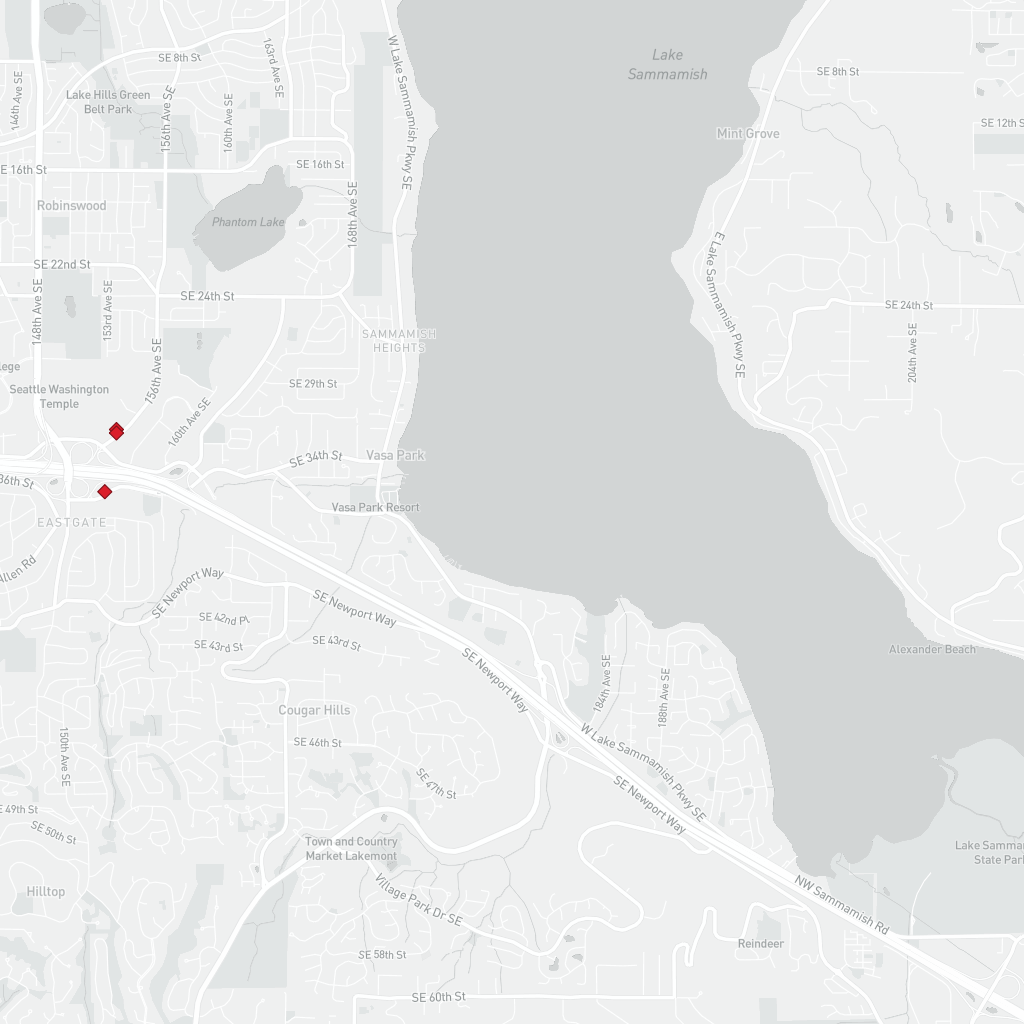 Lake
Sammamish
SE 8th St
163rd Ave SE
W Lake Sammamish Pkwy SE
SE 8th St
146th Ave SE
Lake Hills Green
Belt Park
156th Ave SE
160th Ave SE
SE 12th S
Mint Grove
E 16th St
SE 16th St
168th Ave SE
Robinswood
Phantom Lake
E Lake Sammamish Pkwy SE
SE 22nd St
SE 24th St
SE 24th St
148th Ave SE
153rd Ave SE
SAMMAMISH
HEIGHTS
204th Ave SE
156th Ave SE
lege
Seattle Washington
Temple
SE 29th St
160th Ave SE
SE 34th St
Vasa Park
36th St
Vasa Park Resort
EASTGATE
Allen Rd
SE Newport Way
SE Newport Way
SE 42nd Pl
SE 43rd St
SE 43rd St
Alexander Beach
SE Newport Way
184th Ave SE
188th Ave SE
Cougar Hills
150th Ave SE
SE 46th St
W Lake Sammamish Pkwy SE
SE 47th St
SE Newport Way
E 49th St
SE 50th St
Town and Country
Market Lakemont
Lake Sammar
State Park
Hilltop
Village Park Dr SE
NW Sammamish Rd
Reindeer
SE 58th St
SE 60th St